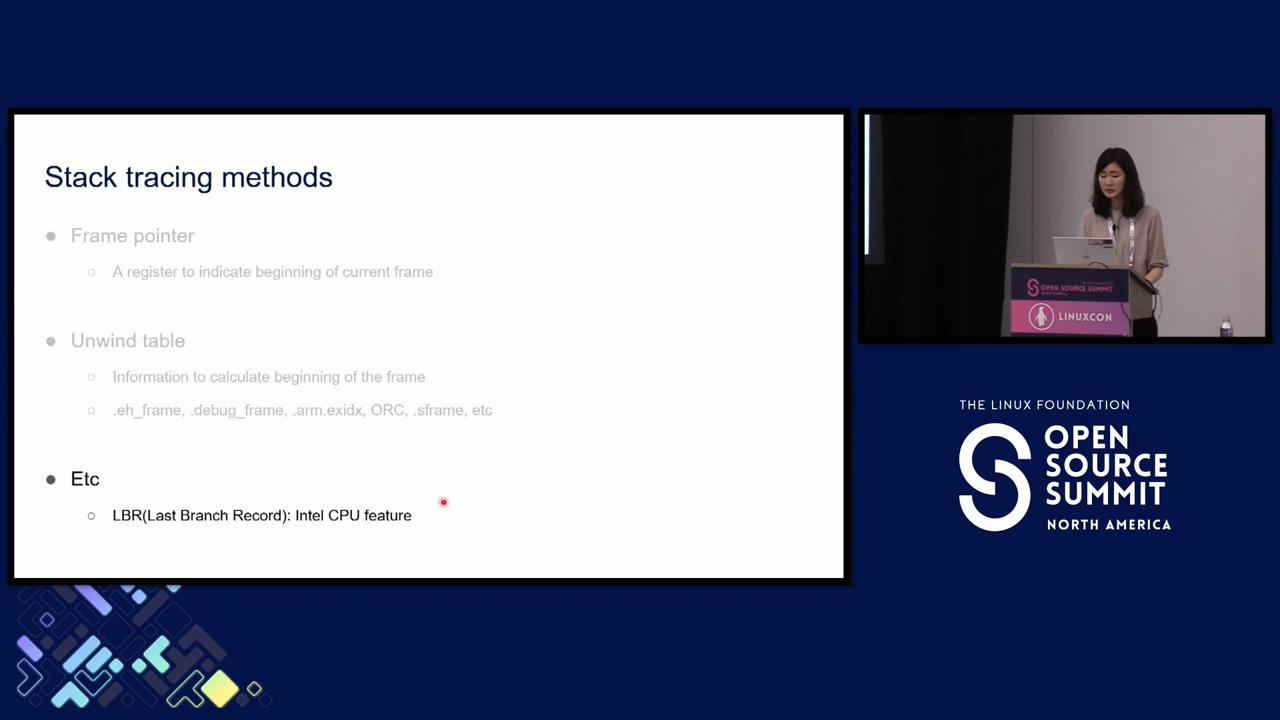 Stack tracing methods
Frame pointer
A register to indicate beginning of current frame
Unwind table
Information to calculate beginning of the frame
.eh_frame, .debug_frame, .arm.exidx, ORC, .sframe, etc
Etc
LBR(Last Branch Record): Intel CPU feature
OPEN SOURCE SUMMIT
LINUXCON
THE LINUX FOUNDATION
OPEN
SOURCE
SUMMIT
NORTH AMERICA